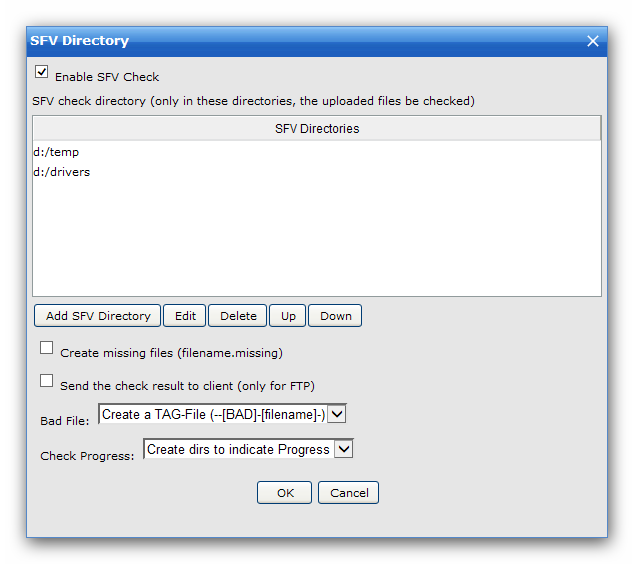 SFV Directory
Enable SFV Check
SFV check directory (only in these directories, the uploaded files be checked)
SFV Directories
d:/temp
d:/drivers
Add SFV Directory Edit Delete Up Down
Create missing files (filename.missing)
Send the check result to client (only for FTP)
Bad File: Create a TAG-File (--[BAD]-[filename]-)
Check Progress: Create dirs to indicate Progress
OK Cancel